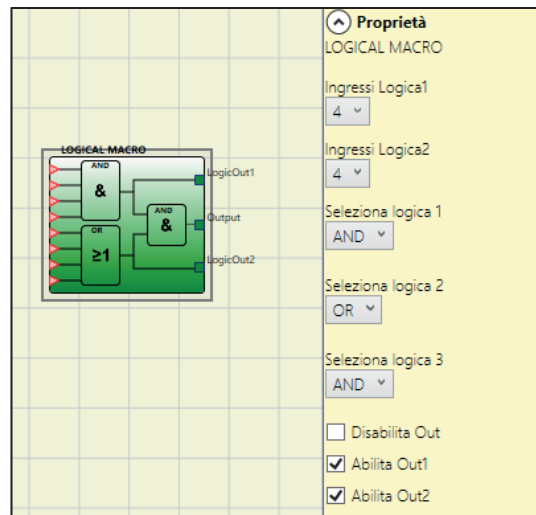 Proprietà
LOGICAL MACRO
Ingressi Logica1
4
Ingressi Logica2
4
Seleziona logica 1
AND
Seleziona logica 2
OR
Seleziona logica 3
AND
Disabilita Out
Abilita Out1
Abilita Out2
LOGICAL MACRO
AND
&
LogicOut1
AND
&
Output
OR
≥1
LogicOut2